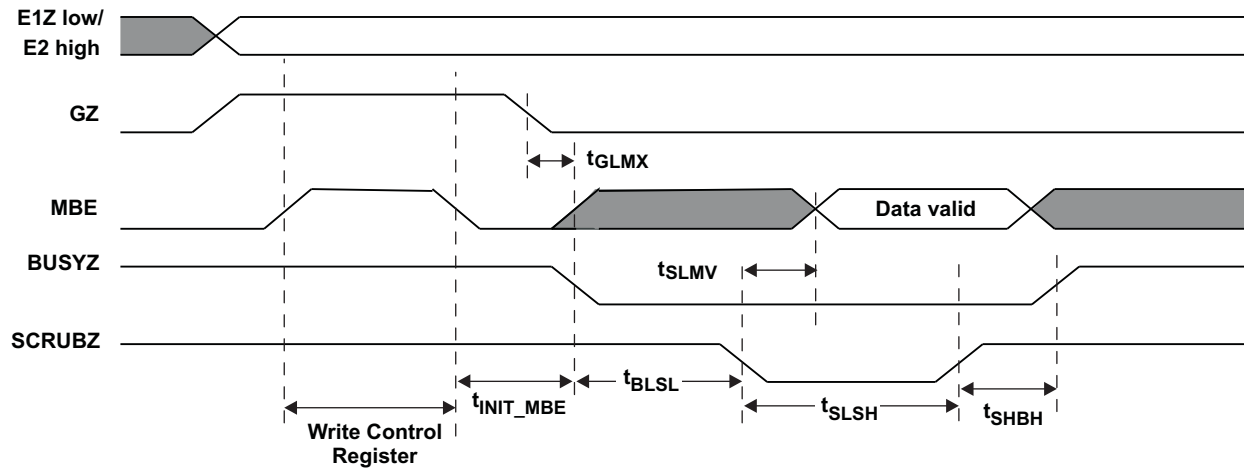 E1Z low/
E2 high
GZ
tGLMX
MBE
Data valid
BUSYZ
tSLMV
SCRUBZ
tINIT_MBE
tBLSL
tSLSH
tSHBH
Write Control
Register